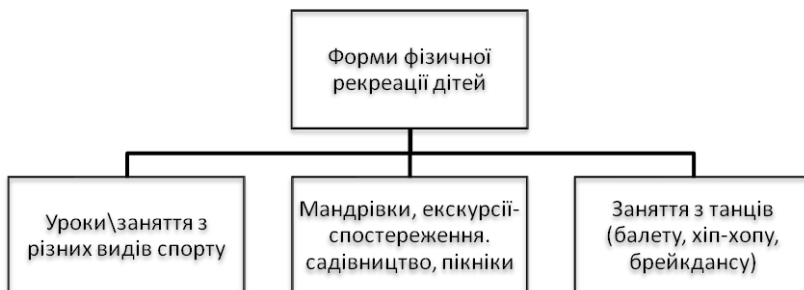 Форми фізичної
рекреації дітей
Уроки\заняття з
різних видів спорту
Мандрівки, екскурсії-
спостереження.
садівництво, пікніки
Заняття з танців
(балету, хіп-хопу,
брейкдансу)